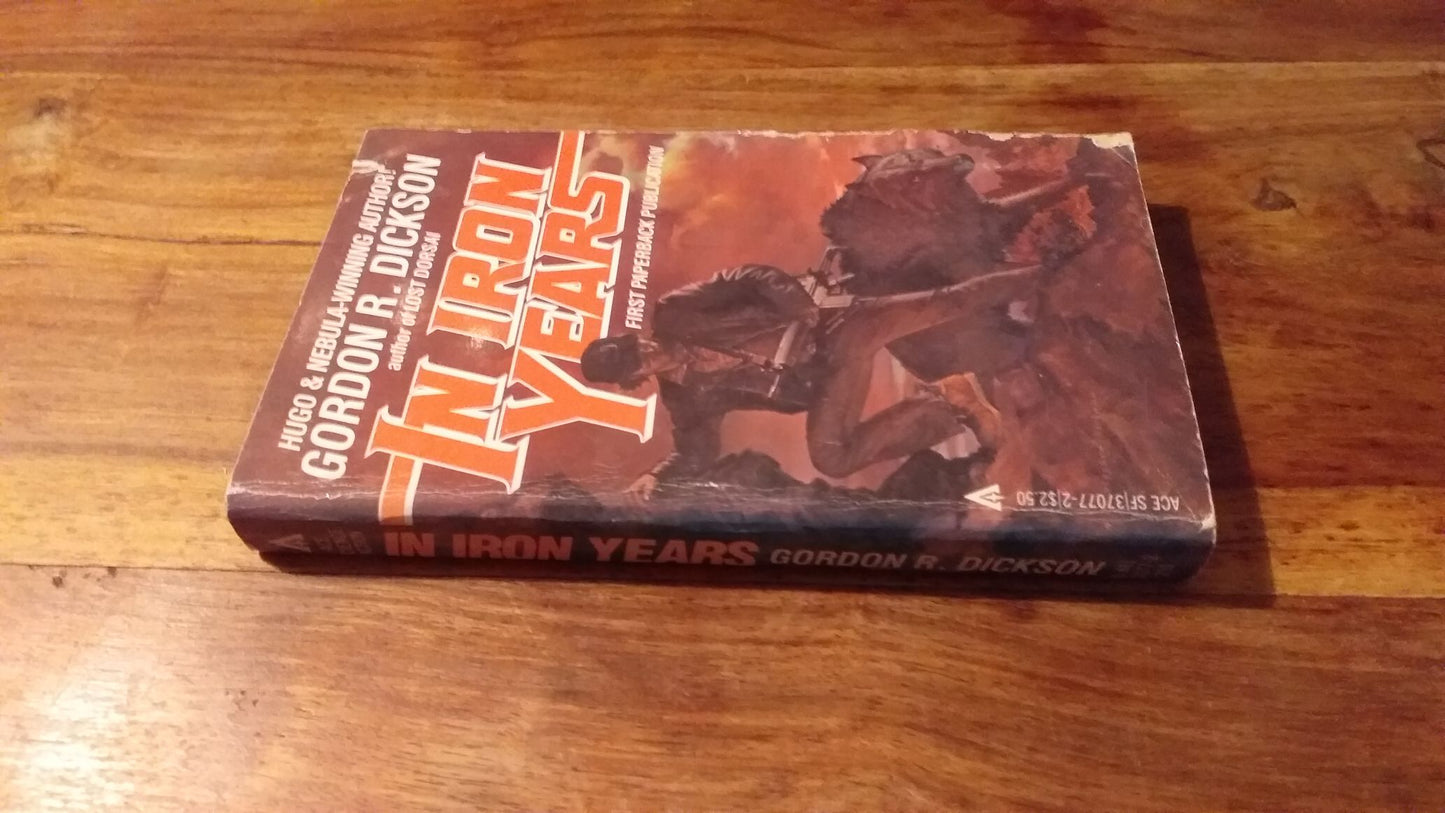 HUGO & NEBULA-WINNING AUTHOR!
GORDON R. DICKSON
author of LOST DORSAI
IN IRON
YEARS
FIRST PAPERBACK PUBLICATION
ACE SF|37077-2|$2.50
IN IRON YEARS GORDON R. DICKSON